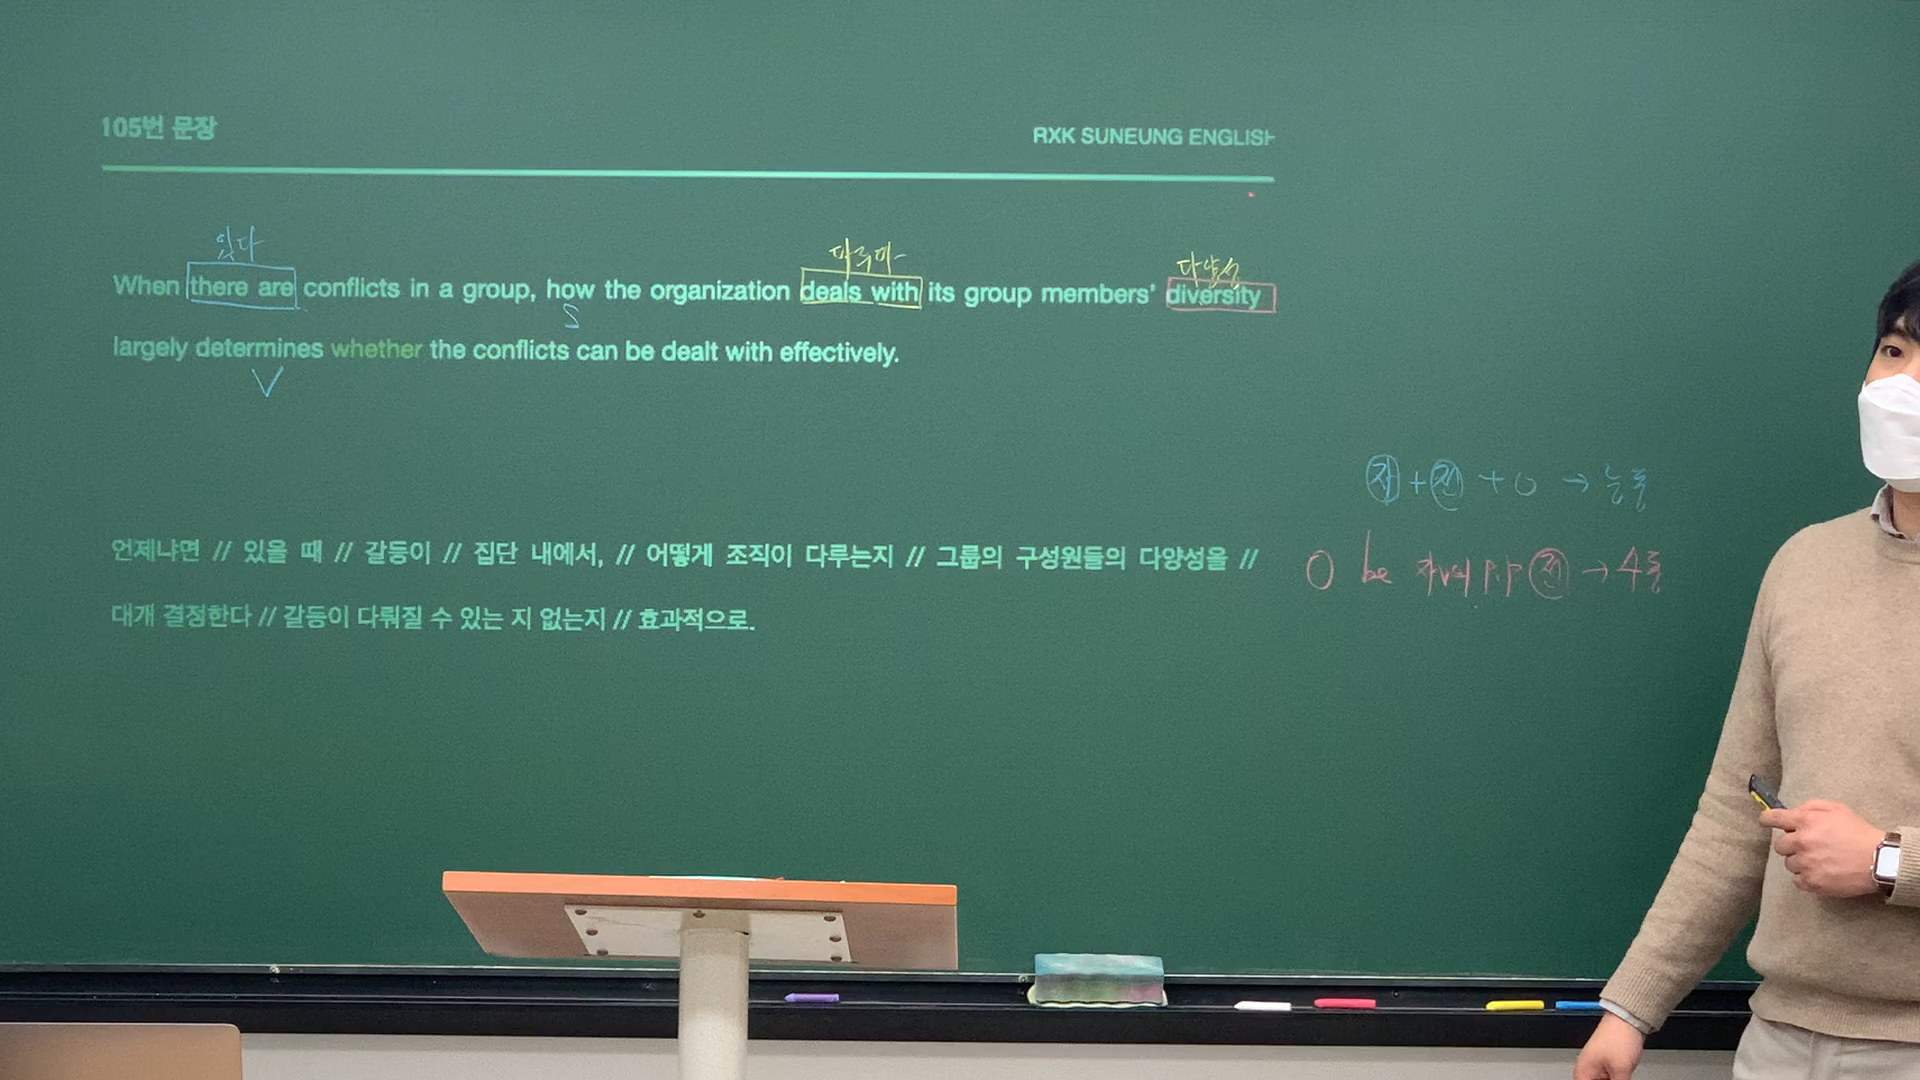 105번 문장
RXK SUNEUNG ENGLISH
있다
다루다
다양성
When there are conflicts in a group, how the organization deals with its group members' diversity
S
largely determines whether the conflicts can be dealt with effectively.
V
자 + 전 + O → 능동
언제냐면 // 있을 때 // 갈등이 // 집단 내에서, // 어떻게 조직이 다루는지 // 그룹의 구성원들의 다양성을 //
O be 자v의 p.p 전 → 수동
대개 결정한다 // 갈등이 다뤄질 수 있는 지 없는지 // 효과적으로.